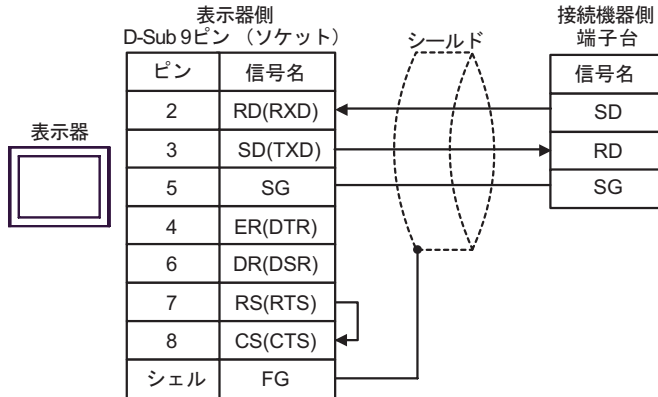 表示器側
D-Sub 9ピン （ソケット）
シールド
接続機器側
端子台
ピン 信号名
信号名
2 RD(RXD)
SD
表示器
3 SD(TXD)
RD
5 SG
SG
4 ER(DTR)
6 DR(DSR)
7 RS(RTS)
8 CS(CTS)
シェル FG